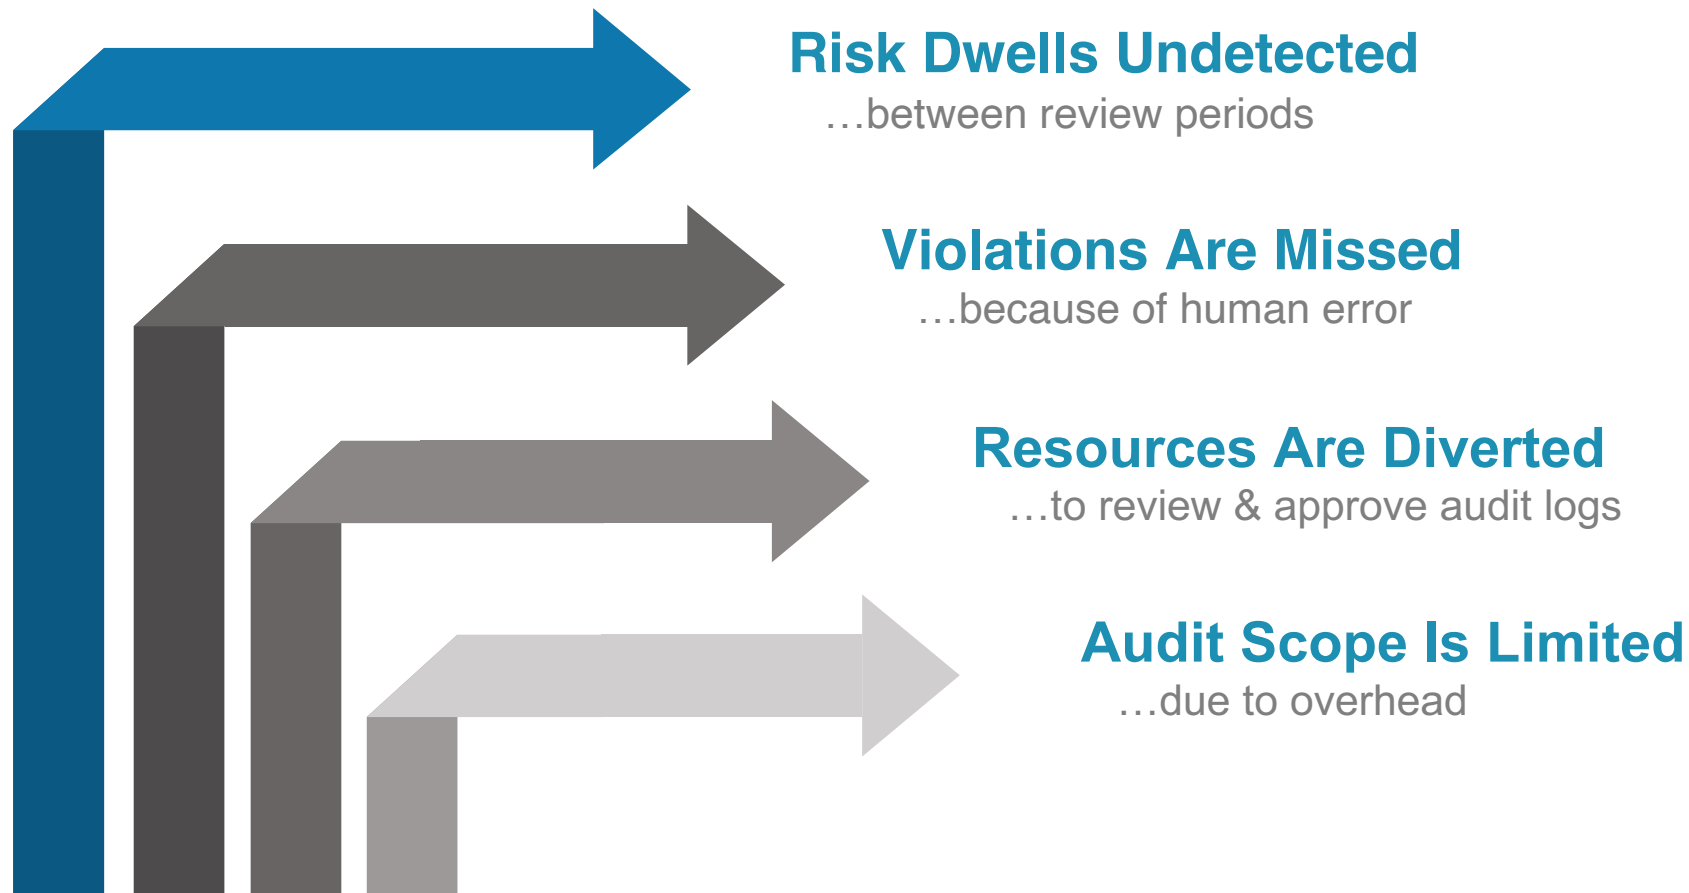 Risk Dwells Undetected
…between review periods
Violations Are Missed
…because of human error
Resources Are Diverted
…to review & approve audit logs
Audit Scope Is Limited
…due to overhead